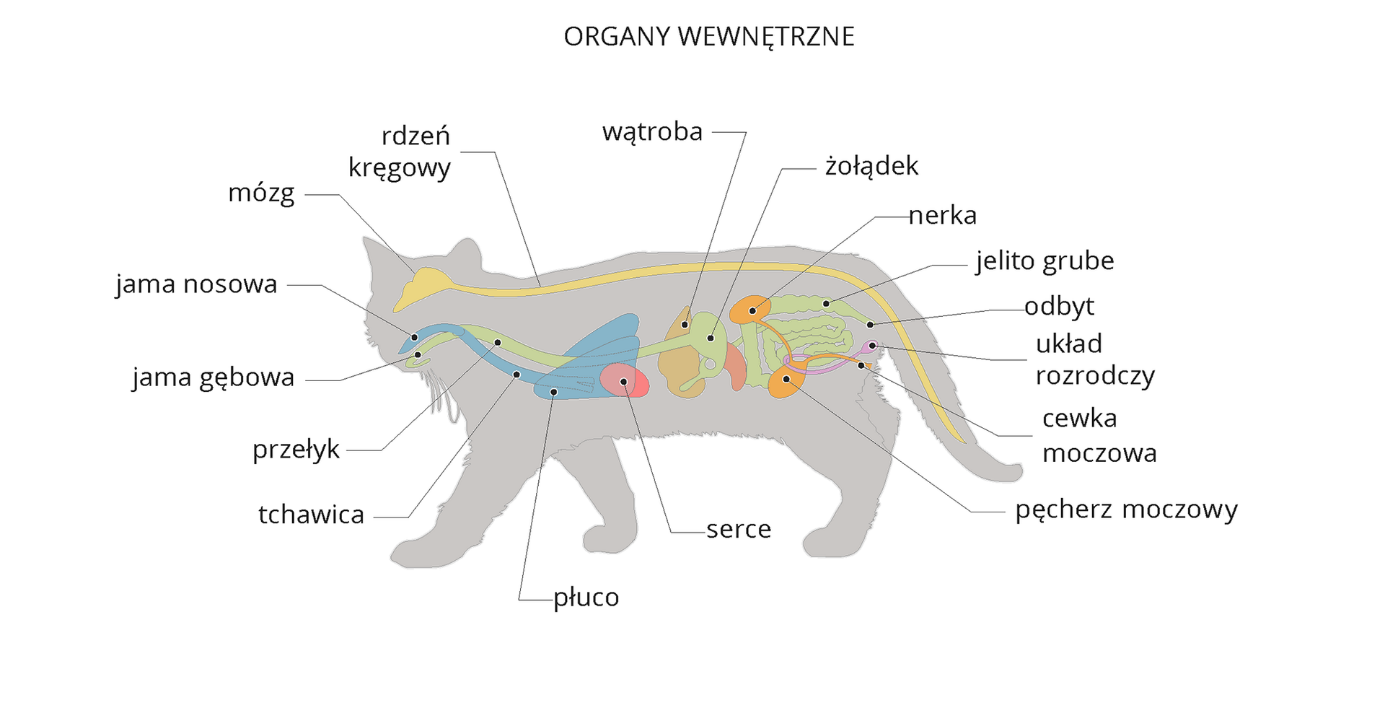 ORGANY WEWNĘTRZNE
rdzeń
kręgowy
wątroba
żołądek
mózg
nerka
jelito grube
jama nosowa
odbyt
układ
rozrodczy
jama gębowa
cewka
moczowa
przełyk
pęcherz moczowy
tchawica
serce
płuco